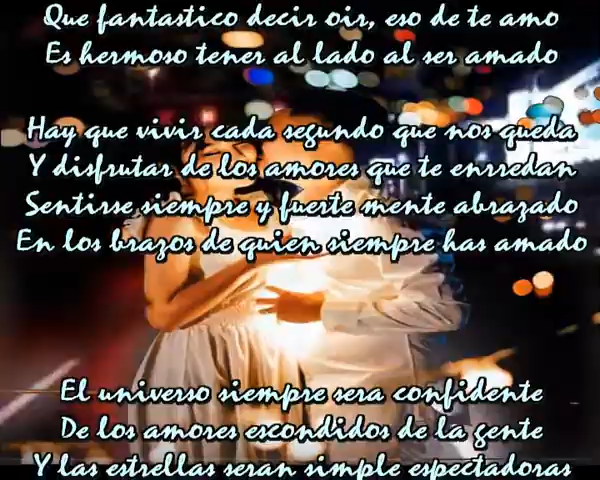 Que fantastico decir oir, eso de te amo
Es hermoso tener al lado al ser amado
Hay que vivir cada segundo que nos queda
Y disfrutar de los amores que te enrredan
Sentirse siempre y fuerte mente abrazado
En los brazos de quien siempre has amado
El universo siempre sera confidente
De los amores escondidos de la gente
Y las estrellas seran simple espectadoras